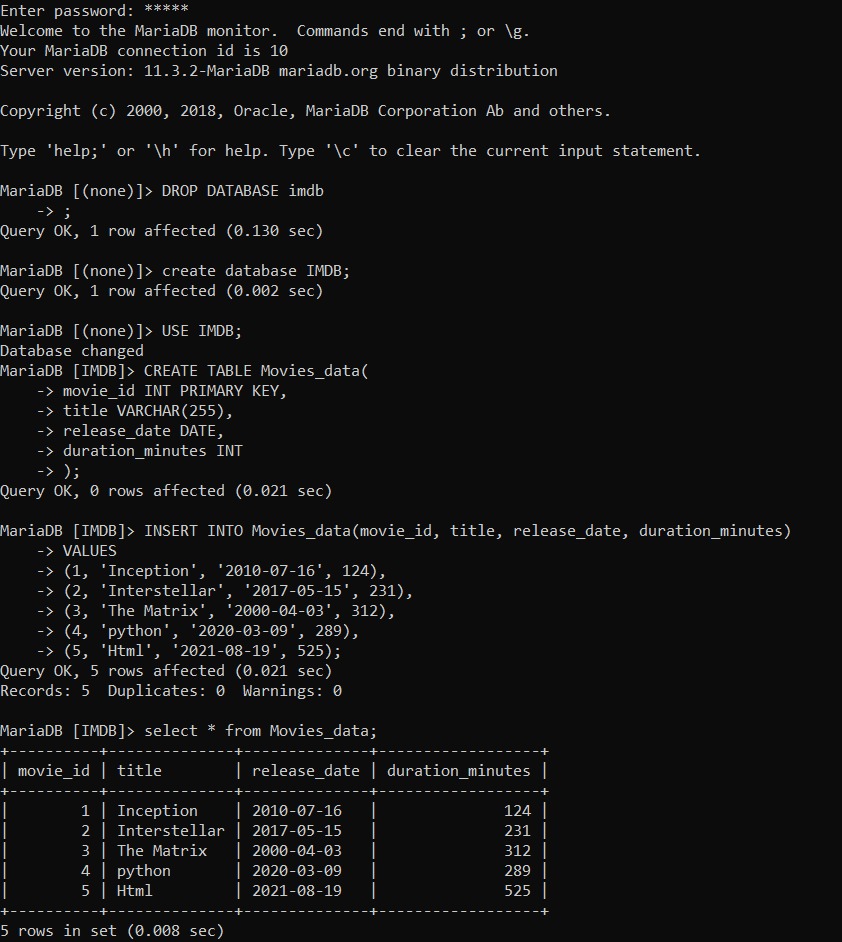 Enter password: *****
Welcome to the MariaDB monitor.  Commands end with ; or \g.
Your MariaDB connection id is 10
Server version: 11.3.2-MariaDB mariadb.org binary distribution

Copyright (c) 2000, 2018, Oracle, MariaDB Corporation Ab and others.

Type 'help;' or '\h' for help. Type '\c' to clear the current input statement.

MariaDB [(none)]> DROP DATABASE imdb
    -> ;
Query OK, 1 row affected (0.130 sec)

MariaDB [(none)]> create database IMDB;
Query OK, 1 row affected (0.002 sec)

MariaDB [(none)]> USE IMDB;
Database changed
MariaDB [IMDB]> CREATE TABLE Movies_data(
    -> movie_id INT PRIMARY KEY,
    -> title VARCHAR(255),
    -> release_date DATE,
    -> duration_minutes INT
    -> );
Query OK, 0 rows affected (0.021 sec)

MariaDB [IMDB]> INSERT INTO Movies_data(movie_id, title, release_date, duration_minutes)
    -> VALUES
    -> (1, 'Inception', '2010-07-16', 124),
    -> (2, 'Interstellar', '2017-05-15', 231),
    -> (3, 'The Matrix', '2000-04-03', 312),
    -> (4, 'python', '2020-03-09', 289),
    -> (5, 'Html', '2021-08-19', 525);
Query OK, 5 rows affected (0.021 sec)
Records: 5  Duplicates: 0  Warnings: 0

MariaDB [IMDB]> select * from Movies_data;
+----------+--------------+--------------+------------------+
| movie_id | title        | release_date | duration_minutes |
+----------+--------------+--------------+------------------+
|        1 | Inception    | 2010-07-16   |              124 |
|        2 | Interstellar | 2017-05-15   |              231 |
|        3 | The Matrix   | 2000-04-03   |              312 |
|        4 | python       | 2020-03-09   |              289 |
|        5 | Html         | 2021-08-19   |              525 |
+----------+--------------+--------------+------------------+
5 rows in set (0.008 sec)